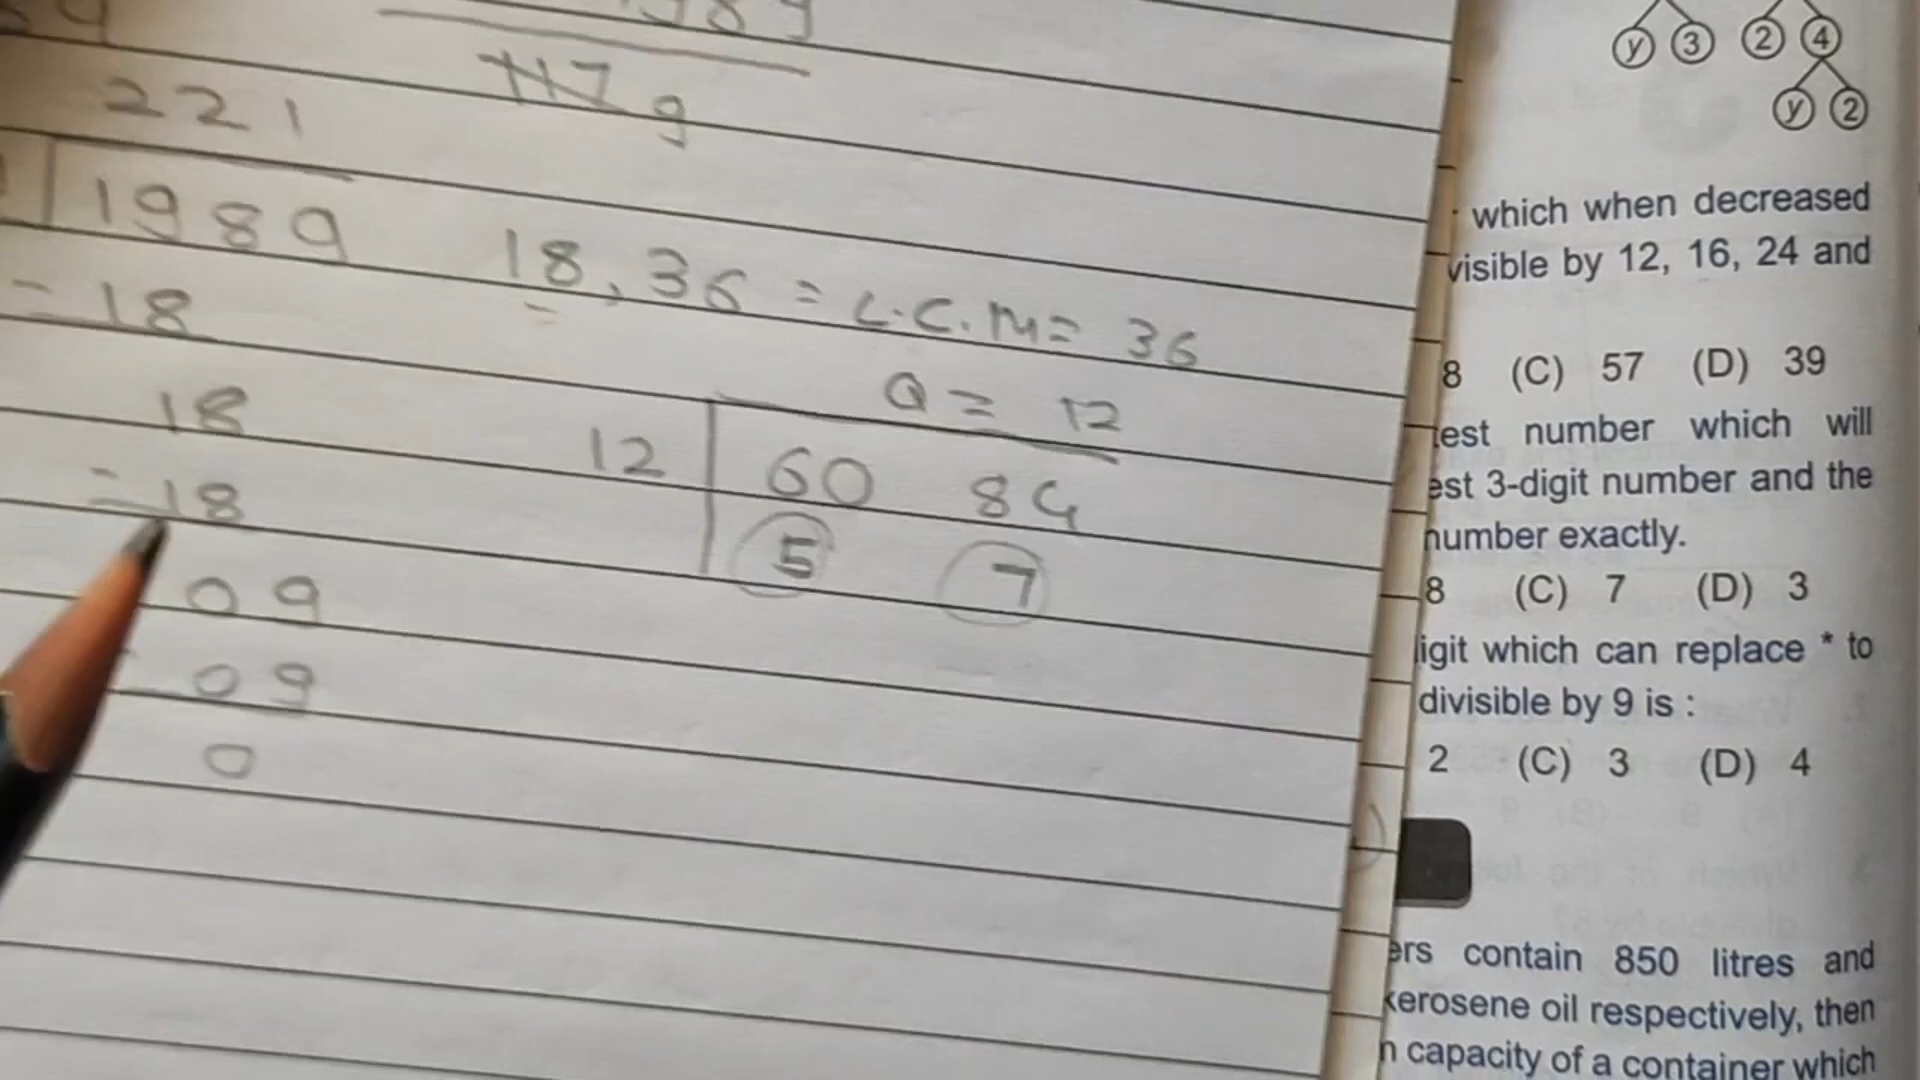 1989
117 9
221
1989
- 18
18
- 18
09
- 09
0
18, 36 = L.C.M = 36
Q = 12
12 60 84
5 7
y 3 2 4
y 2
which when decreased
visible by 12, 16, 24 and
8 (C) 57 (D) 39
est number which will
est 3-digit number and the
number exactly.
8 (C) 7 (D) 3
igit which can replace * to
divisible by 9 is :
2 (C) 3 (D) 4
ers contain 850 litres and
kerosene oil respectively, then
n capacity of a container which